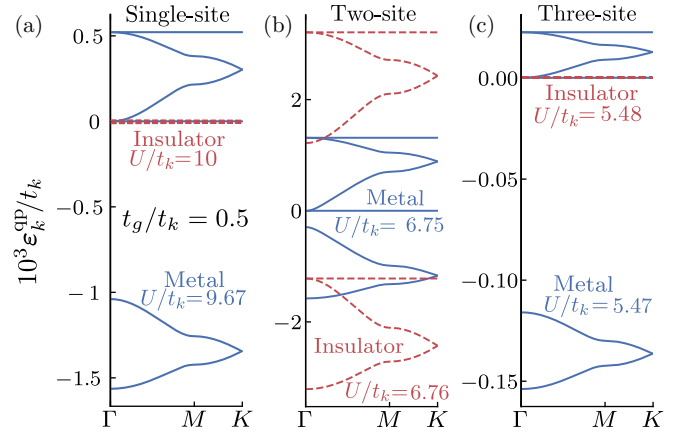 (a) Single-site (b) Two-site (c) Three-site
10³ε_k^qp/t_k
0.5
0
−0.5
−1
−1.5
Insulator
U/t_k=10
t_g/t_k = 0.5
Metal
U/t_k=9.67
Γ M K
2
0
−2
Metal
U/t_k= 6.75
Insulator
U/t_k=6.76
Γ M K
0.00
−0.05
−0.10
−0.15
Insulator
U/t_k= 5.48
Metal
U/t_k=5.47
Γ M K